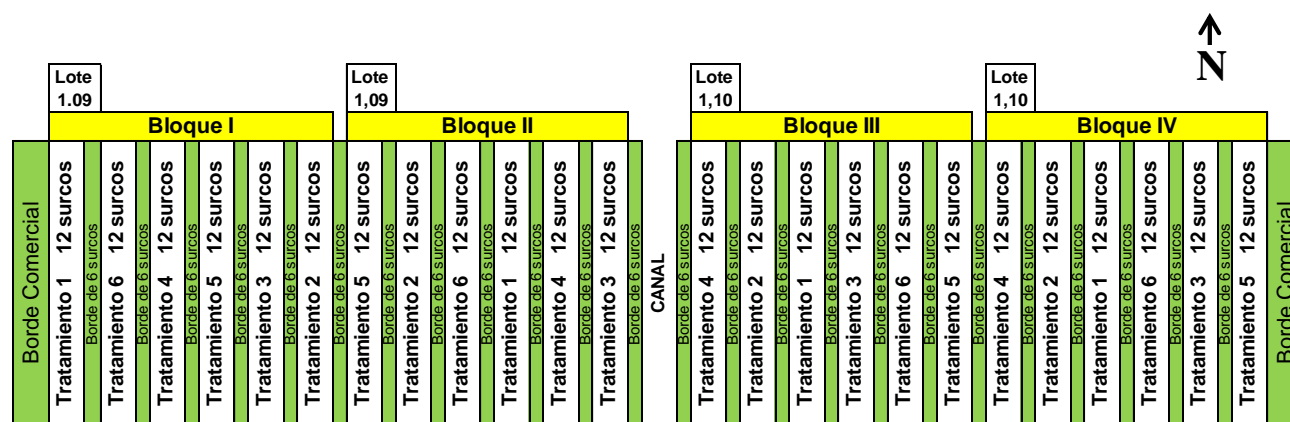 N
Lote
1.09
Lote
1,09
Lote
1,10
Lote
1,10
Bloque I
Bloque II
Bloque III
Bloque IV
Borde Comercial
Tratamiento 1 12 surcos
Borde de 6 surcos
Tratamiento 6 12 surcos
Borde de 6 surcos
Tratamiento 4 12 surcos
Borde de 6 surcos
Tratamiento 5 12 surcos
Borde de 6 surcos
Tratamiento 3 12 surcos
Borde de 6 surcos
Tratamiento 2 12 surcos
Borde de 6 surcos
Tratamiento 5 12 surcos
Borde de 6 surcos
Tratamiento 2 12 surcos
Borde de 6 surcos
Tratamiento 6 12 surcos
Borde de 6 surcos
Tratamiento 1 12 surcos
Borde de 6 surcos
Tratamiento 4 12 surcos
Borde de 6 surcos
Tratamiento 3 12 surcos
Borde de 6 surcos
CANAL
Borde de 6 surcos
Tratamiento 4 12 surcos
Borde de 6 surcos
Tratamiento 2 12 surcos
Borde de 6 surcos
Tratamiento 1 12 surcos
Borde de 6 surcos
Tratamiento 3 12 surcos
Borde de 6 surcos
Tratamiento 6 12 surcos
Borde de 6 surcos
Tratamiento 5 12 surcos
Borde de 6 surcos
Tratamiento 4 12 surcos
Borde de 6 surcos
Tratamiento 2 12 surcos
Borde de 6 surcos
Tratamiento 1 12 surcos
Borde de 6 surcos
Tratamiento 6 12 surcos
Borde de 6 surcos
Tratamiento 3 12 surcos
Borde de 6 surcos
Tratamiento 5 12 surcos
Borde Comercial